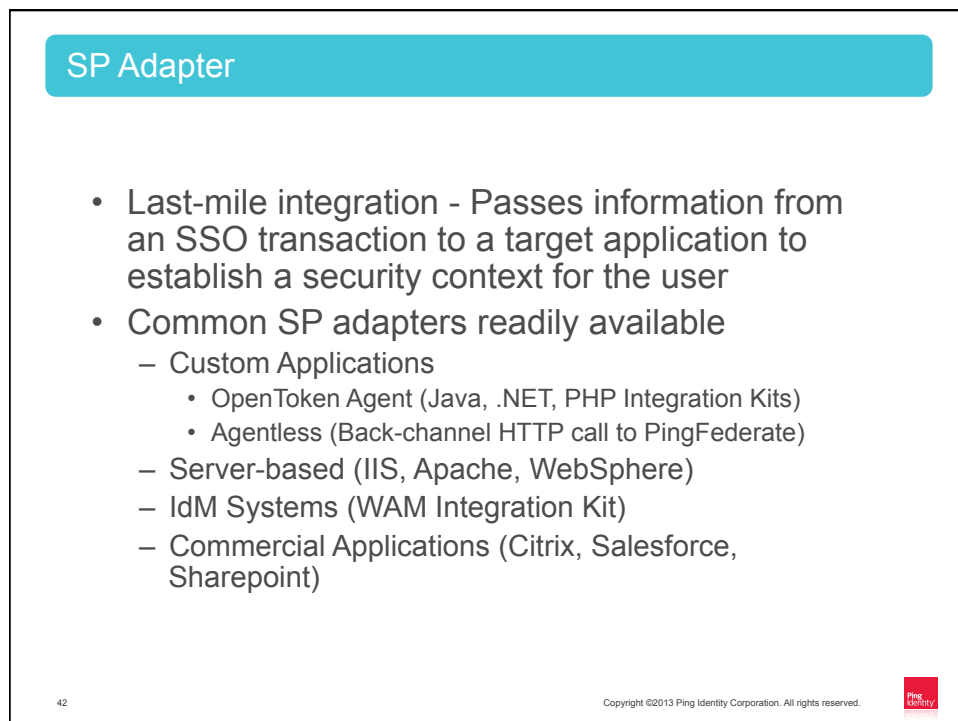 SP Adapter
• Last-mile integration - Passes information from
an SSO transaction to a target application to
establish a security context for the user
• Common SP adapters readily available
– Custom Applications
• OpenToken Agent (Java, .NET, PHP Integration Kits)
• Agentless (Back-channel HTTP call to PingFederate)
– Server-based (IIS, Apache, WebSphere)
– IdM Systems (WAM Integration Kit)
– Commercial Applications (Citrix, Salesforce,
Sharepoint)
42
Copyright ©2013 Ping Identity Corporation. All rights reserved.
Ping
Identity